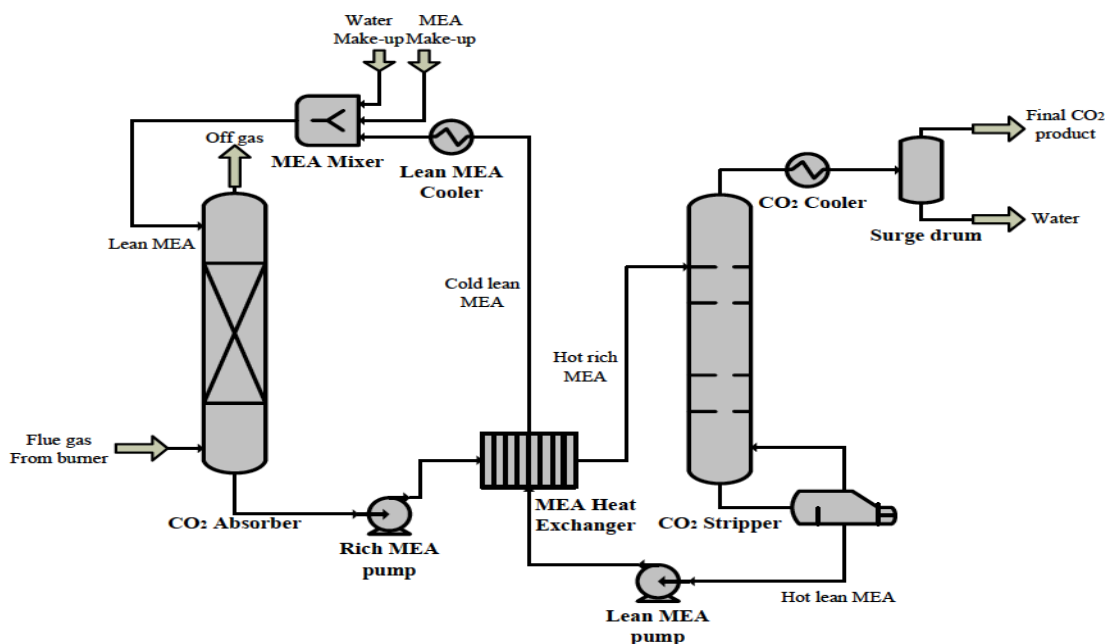 Water
Make-up
MEA
Make-up
Off gas
MEA Mixer
Lean MEA
Cooler
Final CO₂
product
CO₂ Cooler
Water
Surge drum
Lean MEA
Cold lean
MEA
Hot rich
MEA
Flue gas
From burner
CO₂ Absorber
MEA Heat
Exchanger
CO₂ Stripper
Rich MEA
pump
Hot lean MEA
Lean MEA
pump